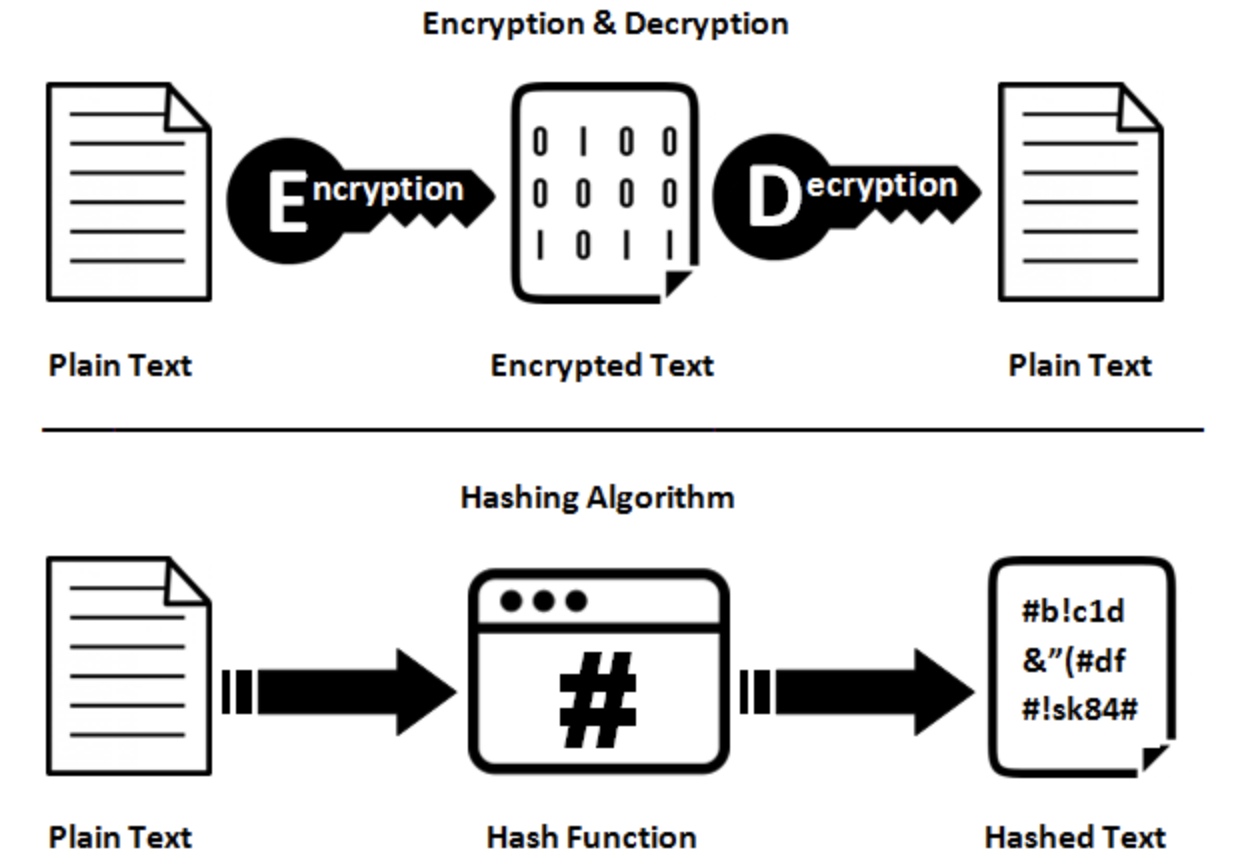 Encryption & Decryption
Encryption
0 1 0 0
Decryption
0 0 0 0
1 0 1 1
Plain Text
Encrypted Text
Plain Text
Hashing Algorithm
#b!c1d
&”(#df
#!sk84#
#
Plain Text
Hash Function
Hashed Text